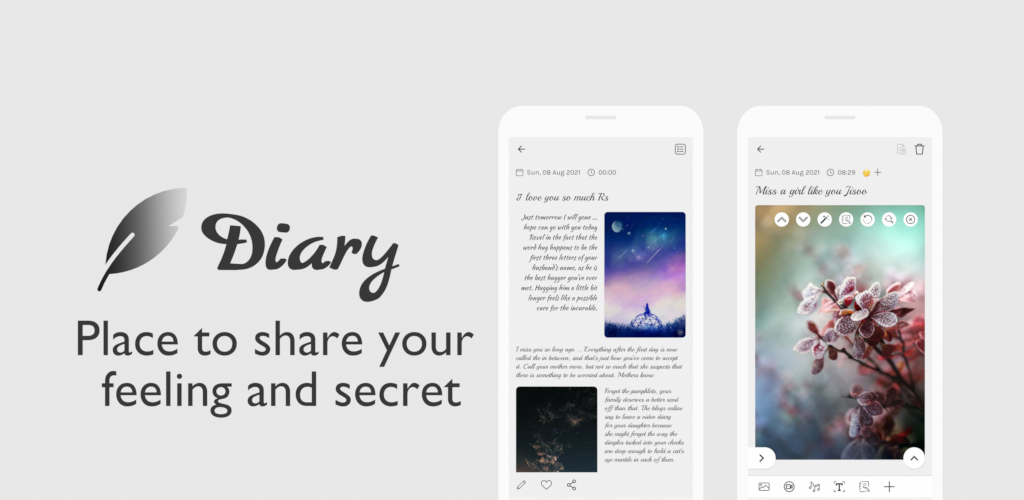 Diary
Place to share your
feeling and secret
Sun, 08 Aug 2021
00:00
I love you so much Rs
Just tomorrow I will gone ...
hope can go with you today
Revel in the fact that the
word hug happens to be the
first three letters of your
husband's name, as he is
the best hugger you've ever
met. Hugging him a little bit
longer feels like a possible
cure for the incurable.
I miss you so long ago ... Everything after the first day is now
called the in between, and that's just how you've come to accept
it. Call your mother more, but not so much that she suspects that
there is something to be worried about. Mothers know
Forget the pamphlets, your
family deserves a better send
off than that. The blogs online
say to leave a video diary
for your daughter because
she might forget the way the
dimples tucked into your cheeks
are deep enough to hold a cat's
eye marble in each of them.
Sun, 08 Aug 2021
08:29
Miss a girl like you Jisoo
T